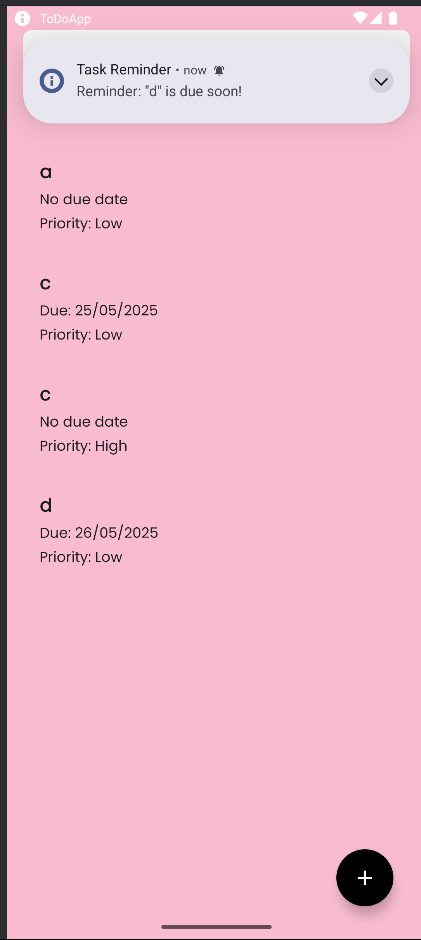 ToDoApp
Task Reminder • now
Reminder: "d" is due soon!
a
No due date
Priority: Low
c
Due: 25/05/2025
Priority: Low
c
No due date
Priority: High
d
Due: 26/05/2025
Priority: Low